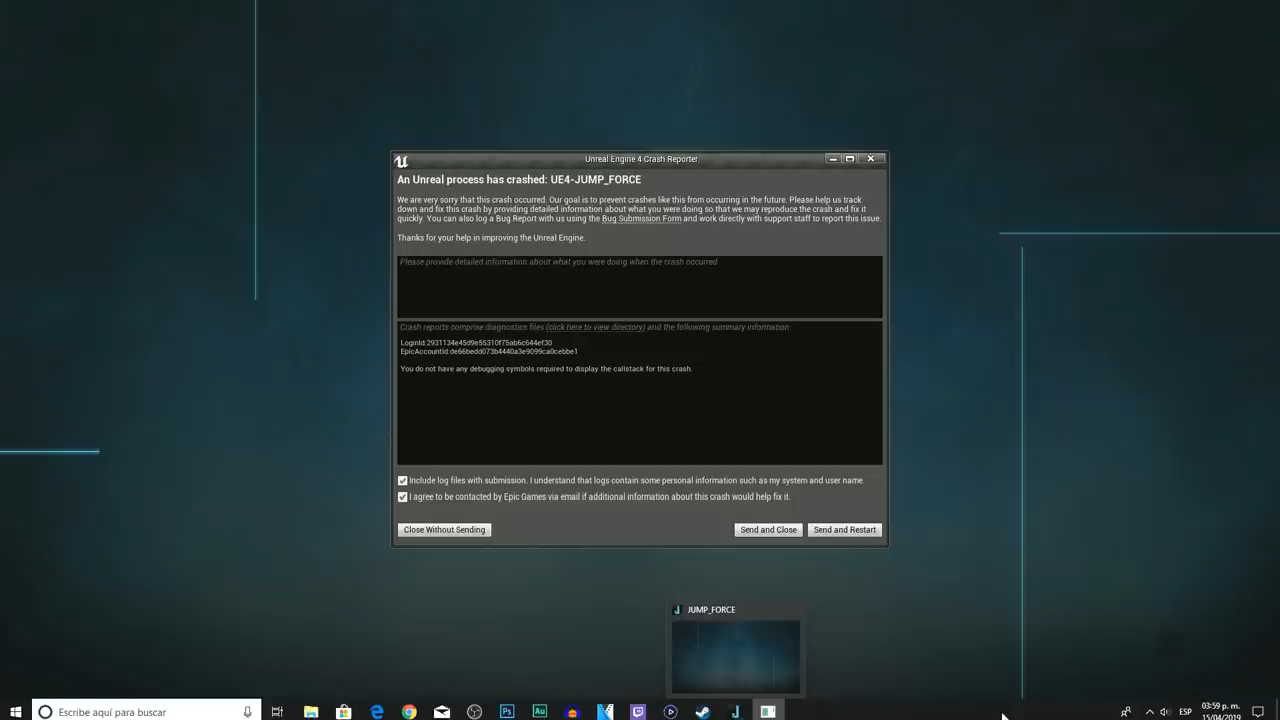 Unreal Engine 4 Crash Reporter
An Unreal process has crashed: UE4-JUMP_FORCE
We are very sorry that this crash occurred. Our goal is to prevent crashes like this from occurring in the future. Please help us track
down and fix this crash by providing detailed information about what you were doing so that we may reproduce the crash and fix it
quickly. You can also log a Bug Report with us using the Bug Submission Form and work directly with support staff to report this issue.
Thanks for your help in improving the Unreal Engine.
Please provide detailed information about what you were doing when the crash occurred
Crash reports comprise diagnostics files (click here to view directory) and the following summary information:
LoginId:2931134e45d9e55310f75ab6c644ef30
EpicAccountId:de66bedd073b4440a3e9099ca0cebbe1
You do not have any debugging symbols required to display the callstack for this crash.
Include log files with submission. I understand that logs contain some personal information such as my system and user name.
I agree to be contacted by Epic Games via email if additional information about this crash would help fix it.
Close Without Sending
Send and Close
Send and Restart
JUMP_FORCE
Escribe aquí para buscar
Ps
Au
ESP
03:59 p. m.
15/04/2019